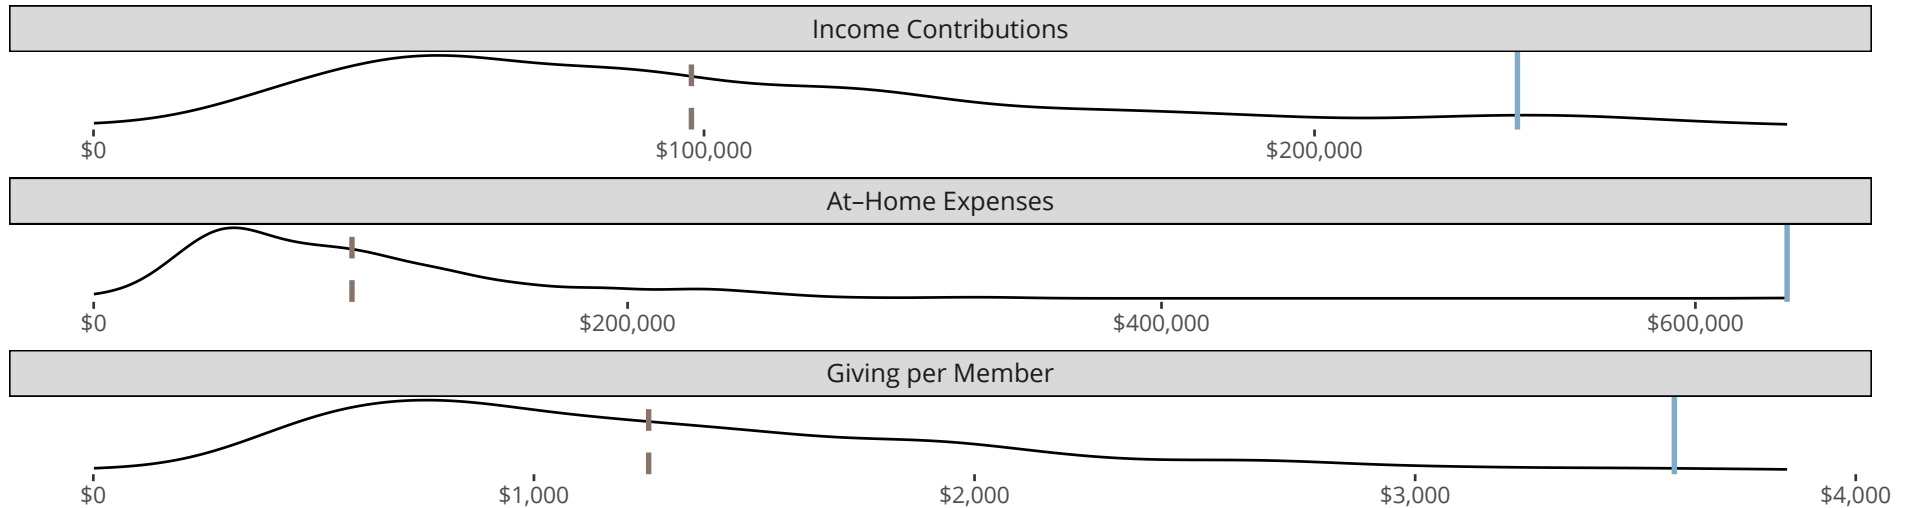 Income Contributions
$0 $100,000 $200,000
At–Home Expenses
$0 $200,000 $400,000 $600,000
Giving per Member
$0 $1,000 $2,000 $3,000 $4,000